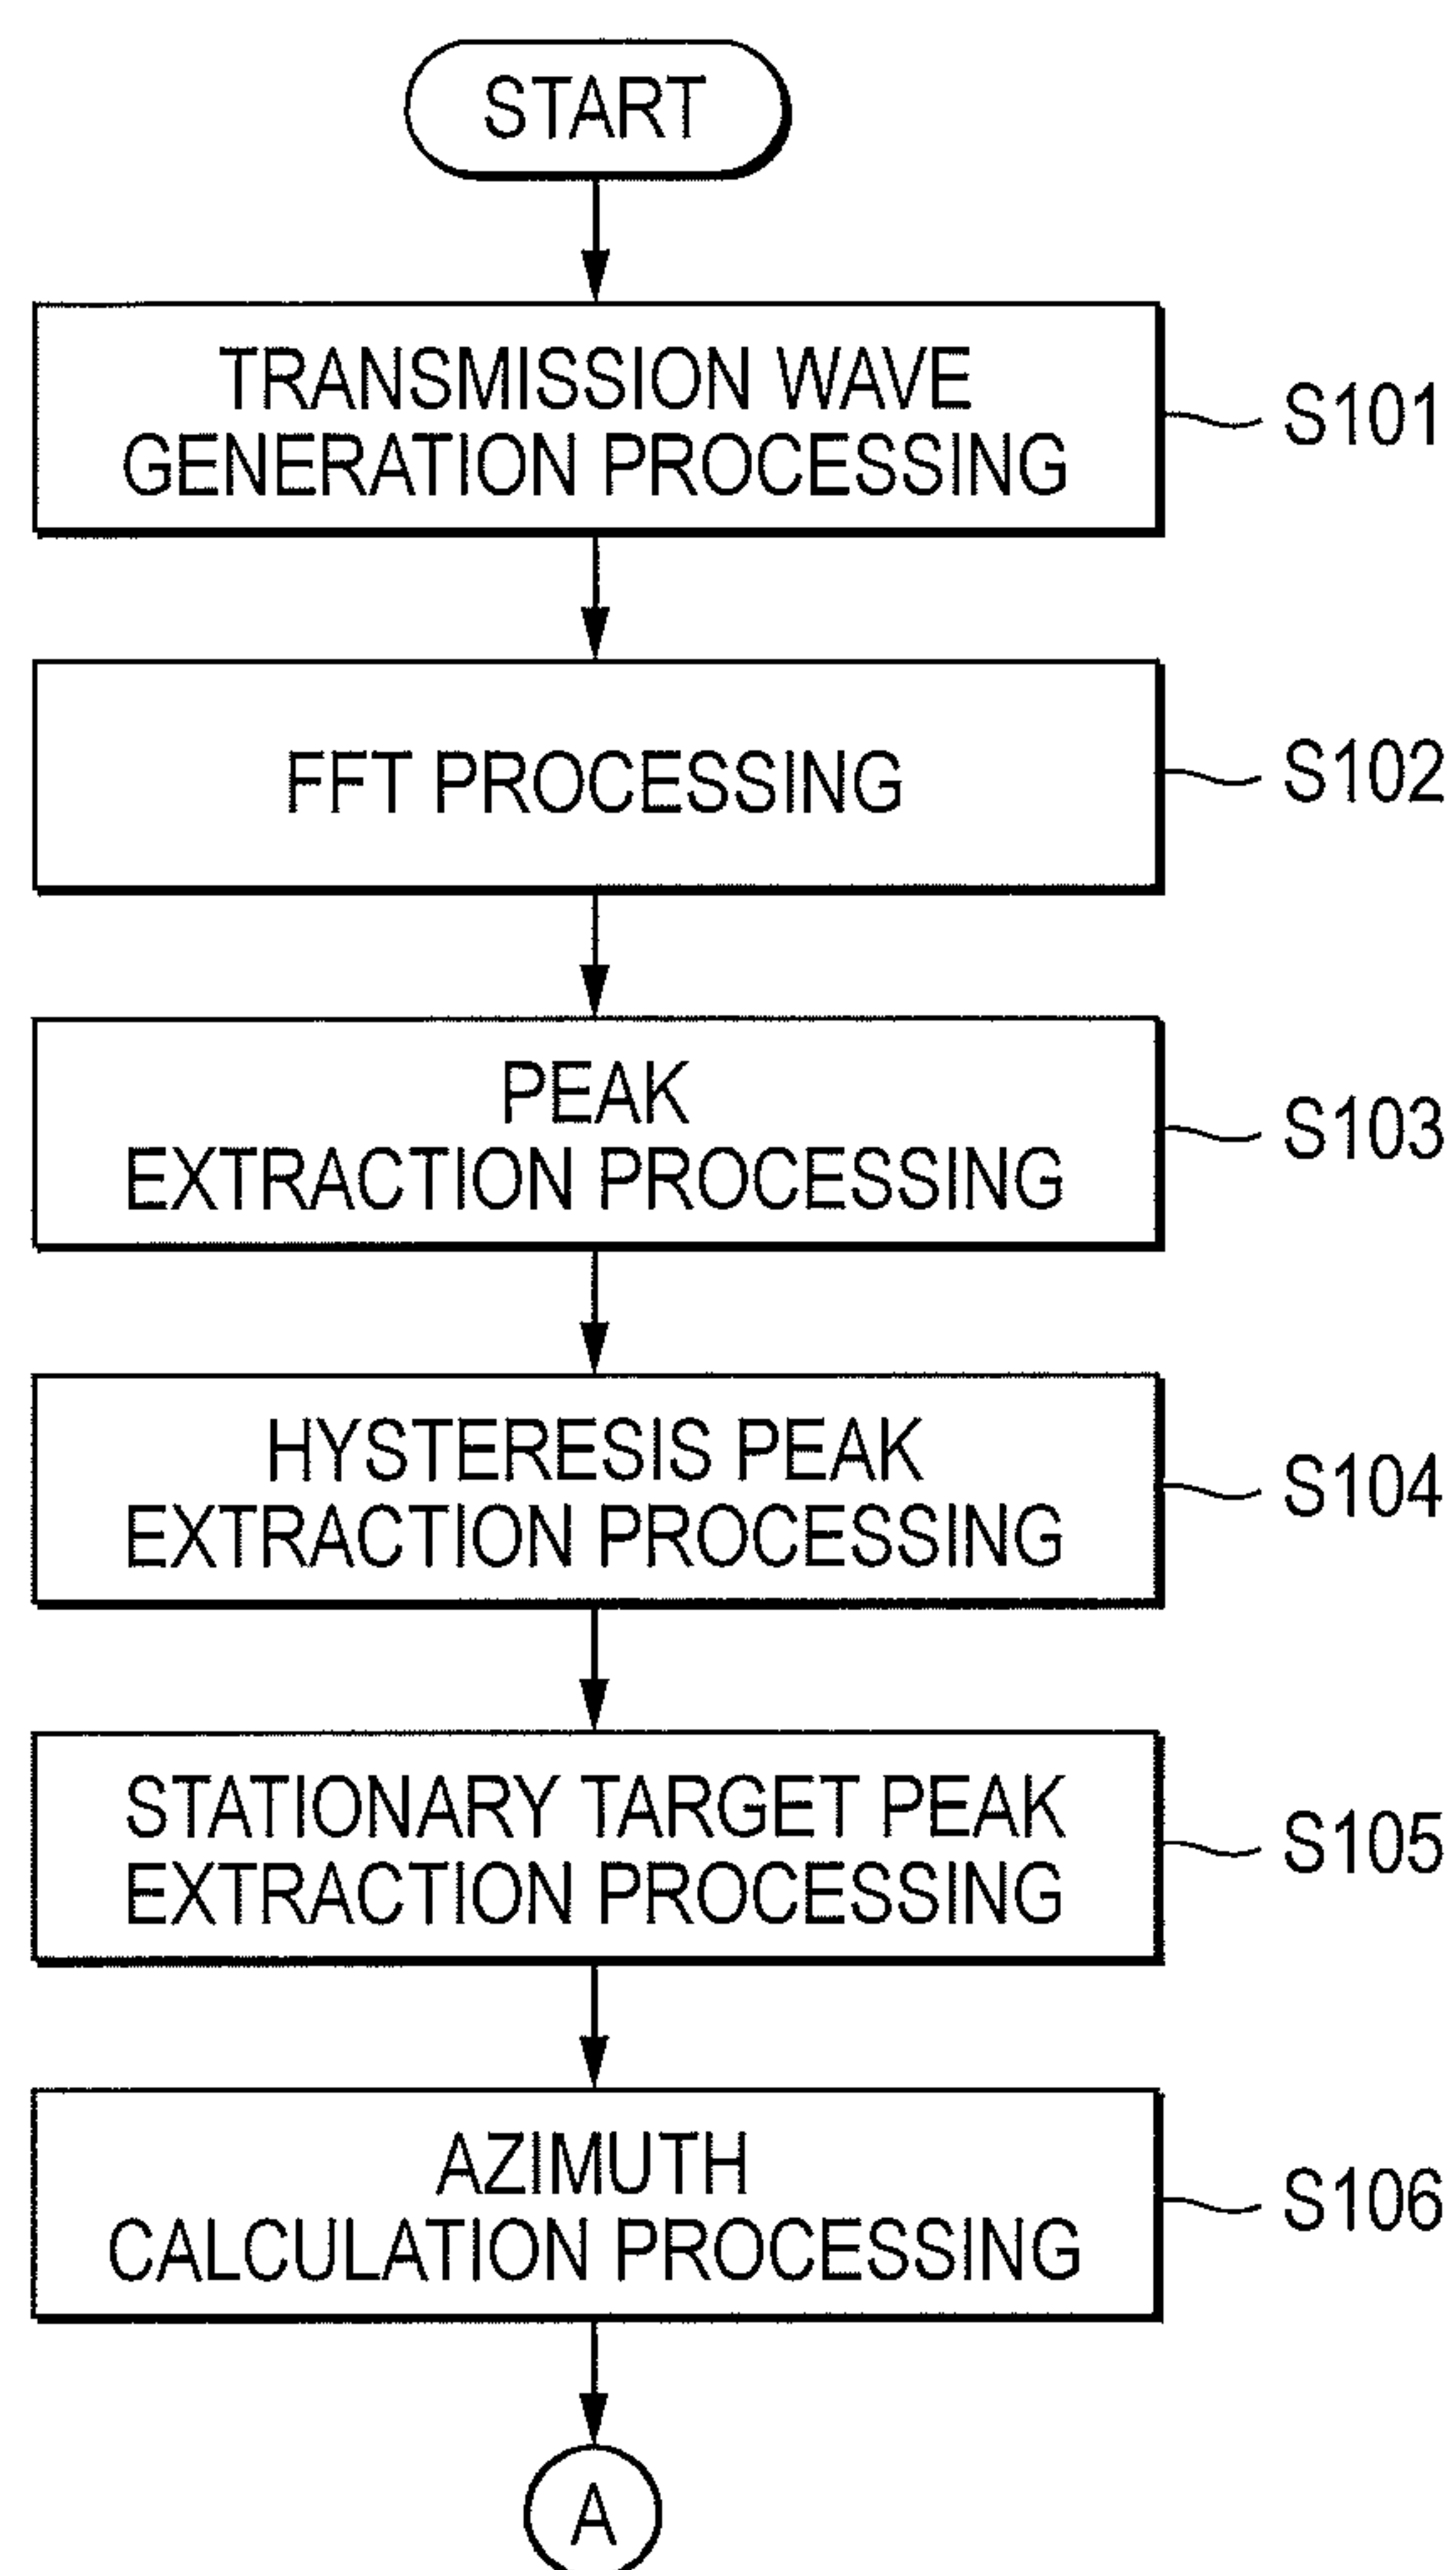 START
TRANSMISSION WAVE
GENERATION PROCESSING
S101
FFT PROCESSING
S102
PEAK
EXTRACTION PROCESSING
S103
HYSTERESIS PEAK
EXTRACTION PROCESSING
S104
STATIONARY TARGET PEAK
EXTRACTION PROCESSING
S105
AZIMUTH
CALCULATION PROCESSING
S106
A